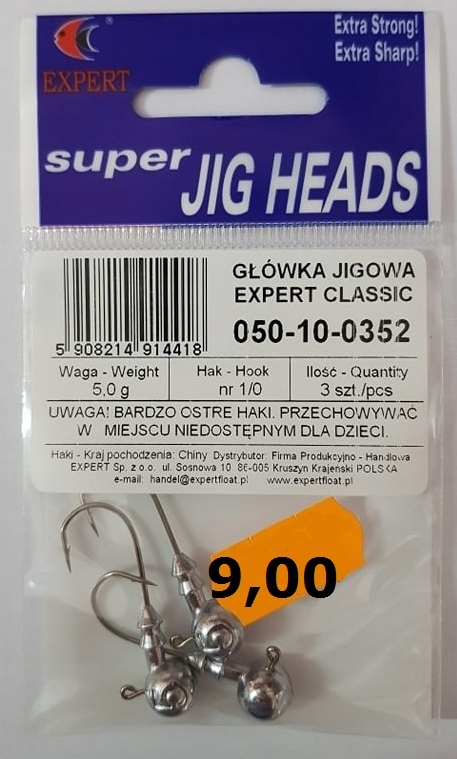 ®
EXPERT
Extra Strong!
Extra Sharp!
super JIG HEADS
GŁÓWKA JIGOWA
EXPERT CLASSIC
050-10-0352
5 908214 914418
Waga - Weight
5,0 g
Hak - Hook
nr 1/0
Ilość - Quantity
3 szt./pcs
UWAGA! BARDZO OSTRE HAKI. PRZECHOWYWAĆ
W MIEJSCU NIEDOSTĘPNYM DLA DZIECI.
Haki - Kraj pochodzenia: Chiny Dystrybutor: Firma Produkcyjno - Handlowa
EXPERT Sp. z o.o. ul. Sosnowa 10 86-005 Kruszyn Krajeński POLSKA
e-mail: handel@expertfloat.pl www.expertfloat.pl
9,00